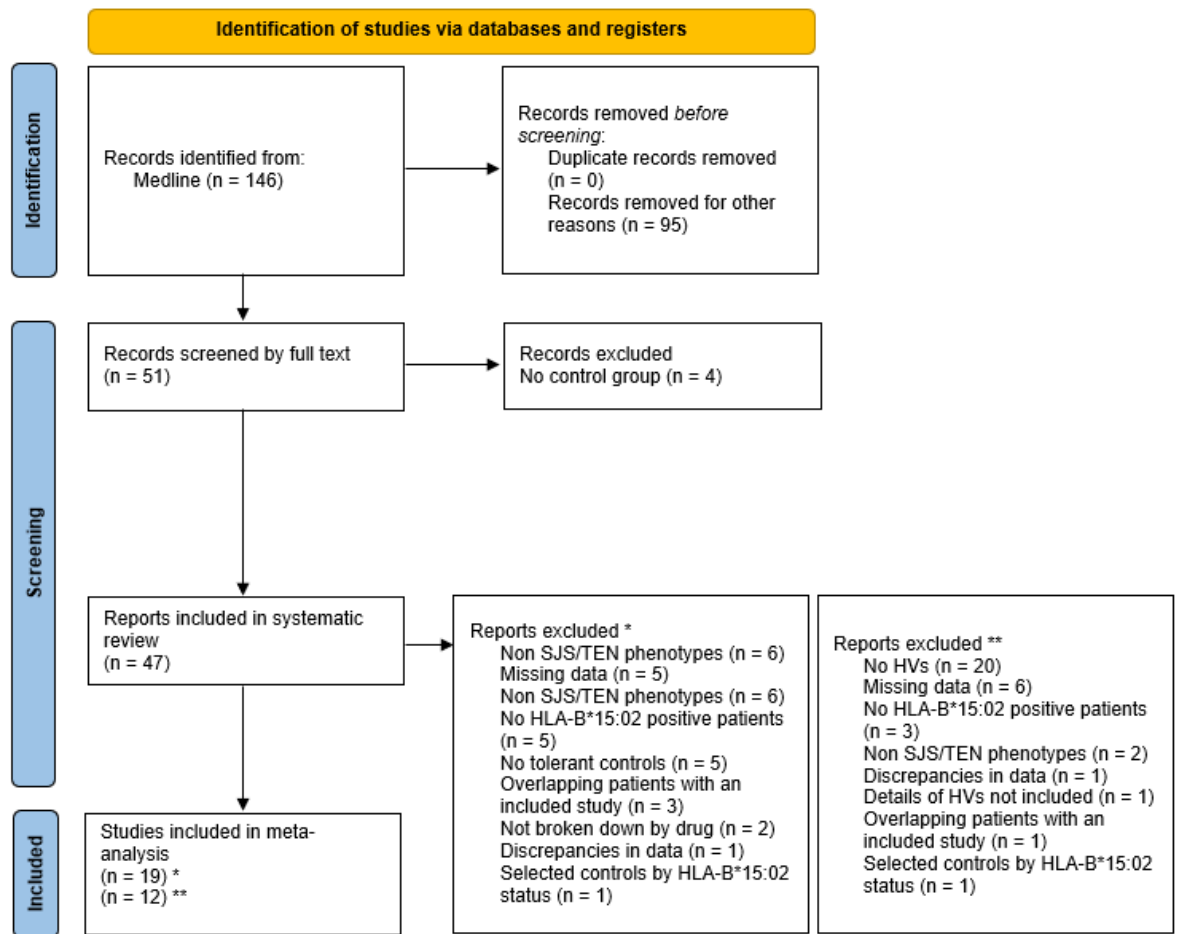 Identification of studies via databases and registers
Identification
Records identified from:
Medline (n = 146)
Records removed before
screening:
Duplicate records removed
(n = 0)
Records removed for other
reasons (n = 95)
Screening
Records screened by full text
(n = 51)
Records excluded
No control group (n = 4)
Reports included in systematic
review
(n = 47)
Reports excluded *
Non SJS/TEN phenotypes (n = 6)
Missing data (n = 5)
Non SJS/TEN phenotypes (n = 6)
No HLA-B*15:02 positive patients
(n = 5)
No tolerant controls (n = 5)
Overlapping patients with an
included study (n = 3)
Not broken down by drug (n = 2)
Discrepancies in data (n = 1)
Selected controls by HLA-B*15:02
status (n = 1)
Reports excluded **
No HVs (n = 20)
Missing data (n = 6)
No HLA-B*15:02 positive patients
(n = 3)
Non SJS/TEN phenotypes (n = 2)
Discrepancies in data (n = 1)
Details of HVs not included (n = 1)
Overlapping patients with an
included study (n = 1)
Selected controls by HLA-B*15:02
status (n = 1)
Included
Studies included in meta-
analysis
(n = 19) *
(n = 12) **